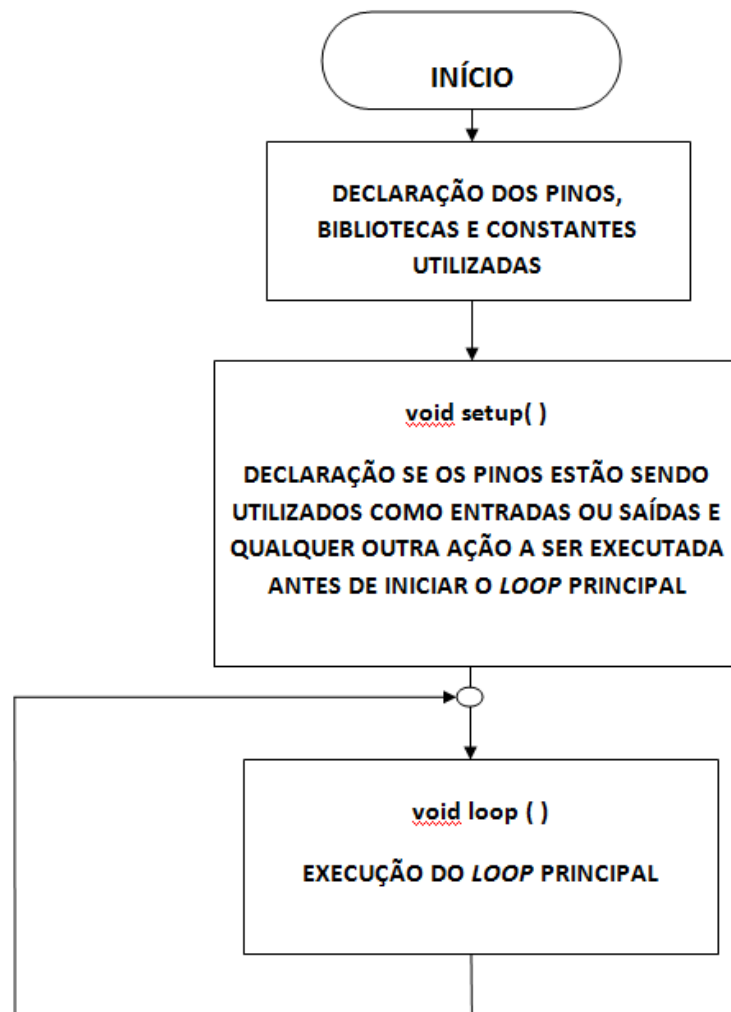 INÍCIO
DECLARAÇÃO DOS PINOS,
BIBLIOTECAS E CONSTANTES
UTILIZADAS
void setup( )
DECLARAÇÃO SE OS PINOS ESTÃO SENDO
UTILIZADOS COMO ENTRADAS OU SAÍDAS E
QUALQUER OUTRA AÇÃO A SER EXECUTADA
ANTES DE INICIAR O LOOP PRINCIPAL
void loop ( )
EXECUÇÃO DO LOOP PRINCIPAL